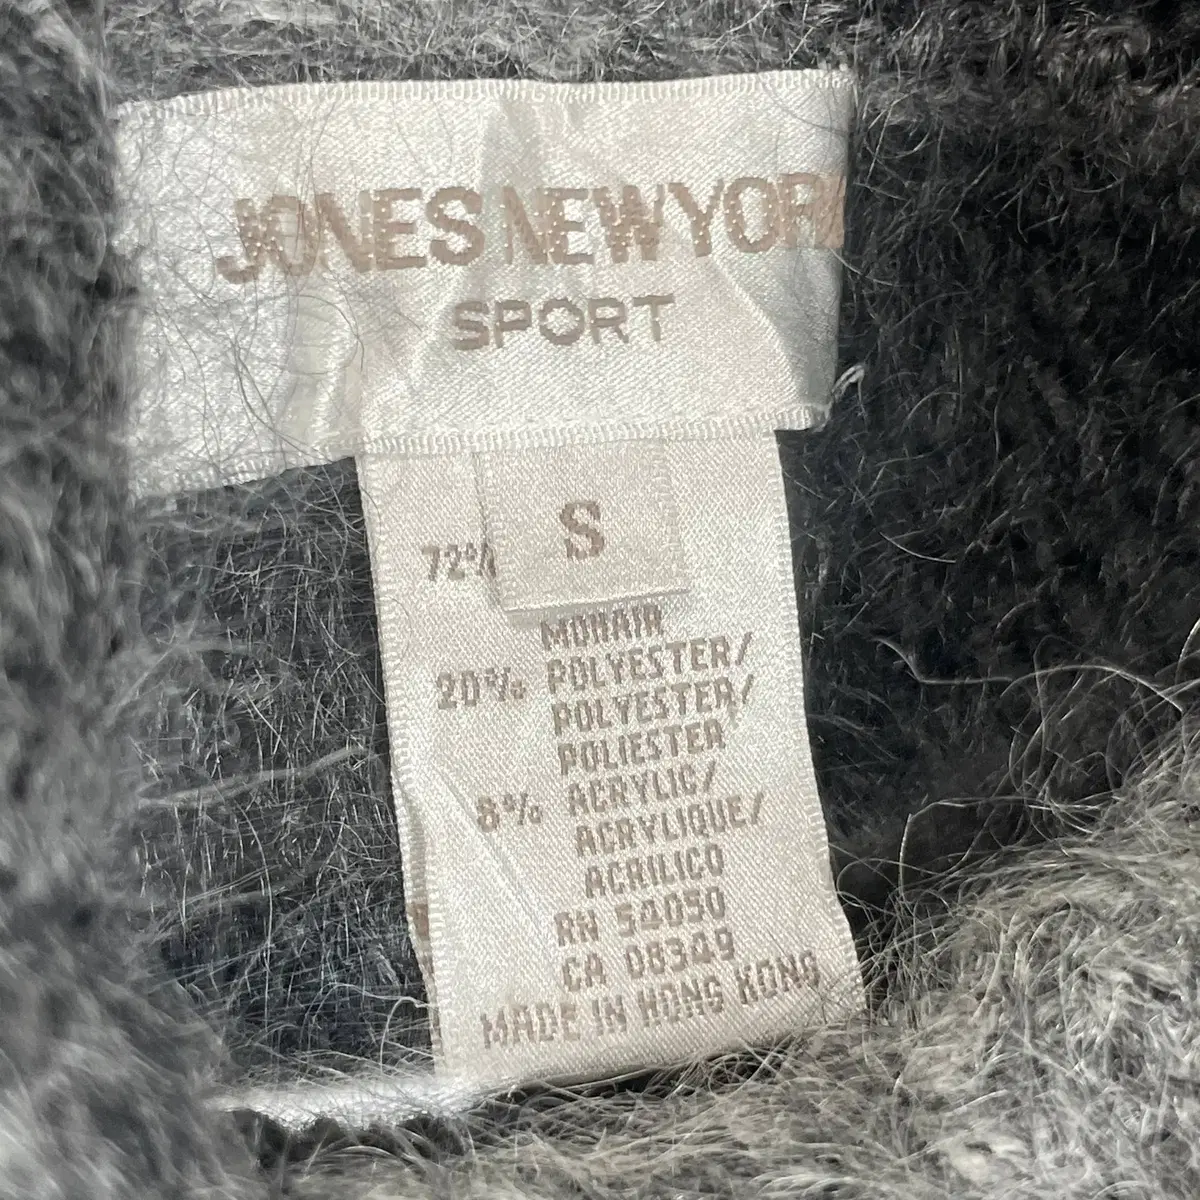 JONES NEW YORK
SPORT
S
72%
MOHAIR
20% POLYESTER/
POLYESTER/
POLIESTER
8% ACRYLIC/
ACRYLIQUE/
ACRILICO
RN 54050
CA 08349
MADE IN HONG KONG